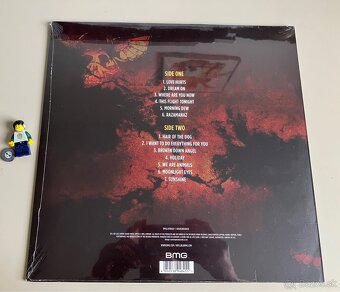 SIDE ONE
1. LOVE HURTS
2. DREAM ON
3. WHERE ARE YOU NOW
4. THIS FLIGHT TONIGHT
5. MORNING DEW
6. RAZAMANAZ
SIDE TWO
1. HAIR OF THE DOG
2. I WANT TO DO EVERYTHING FOR YOU
3. BROKEN DOWN ANGEL
4. HOLIDAY
5. WE ARE ANIMALS
6. MOONLIGHT EYES
7. SUNSHINE
BMG